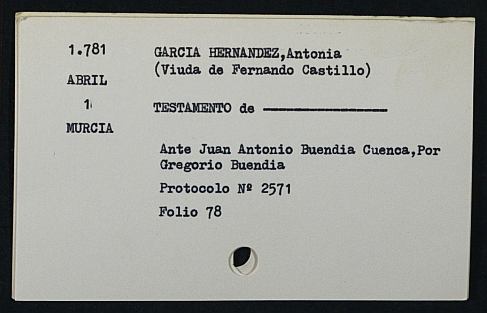 1.781
GARCIA HERNANDEZ,Antonia
(Viuda de Fernando Castillo)
ABRIL
1
TESTAMENTO de ————————
MURCIA
Ante Juan Antonio Buendia Cuenca,Por
Gregorio Buendia
Protocolo Nº 2571
Folio 78